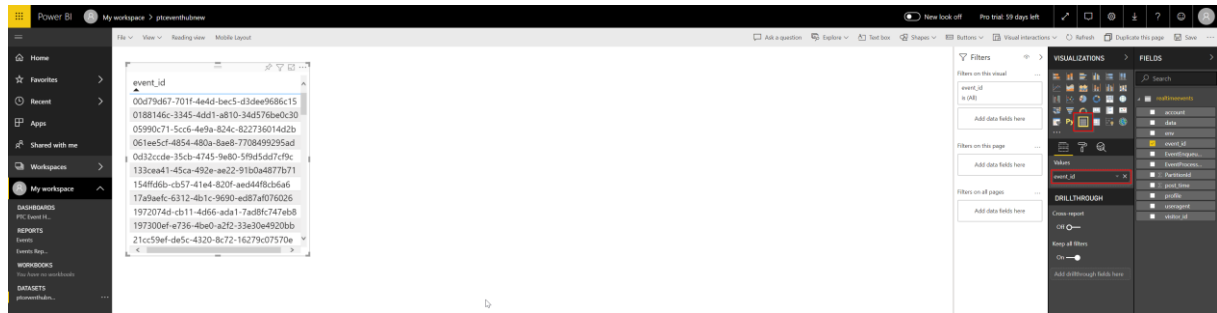 Power BI My workspace > ptceventhubnew New look off Pro trial: 59 days left
File View Reading view Mobile Layout Ask a question Explore Text box Shapes Buttons Visual interactions Refresh Duplicate this page Save
Home
Favorites
Recent
Apps
Shared with me
Workspaces
My workspace
DASHBOARDS
PTC Event H...
REPORTS
Events
Events Rep...
WORKBOOKS
You have no workbooks
DATASETS
ptceventhubn...
event_id
00d79d67-701f-4e4d-bec5-d3dee9686c15
0188146c-3345-4dd1-a810-34d576be0c30
05990c71-5cc6-4e9a-824c-822736014d2b
061ee5cf-4854-480a-8ae8-7708499295ad
0d32ccde-35cb-4745-9e80-5f9d5dd7cf9c
133cea41-45ca-492e-ae22-91b0a4877b71
154ffd6b-cb57-41e4-820f-aed44f8cb6a6
17a9aefc-6312-4b1c-9690-ed87af076026
1972074d-cb11-4d66-ada1-7ad8fc747eb8
197300ef-e736-4be0-a2f2-33e30e4920bb
21cc59ef-de5c-4320-8c72-16279c07570e
Filters
Filters on this visual
event_id
is (All)
Add data fields here
Filters on this page
Add data fields here
Filters on all pages
Add data fields here
VISUALIZATIONS
Py
Values
event_id
DRILLTHROUGH
Cross-report
Off
Keep all filters
On
Add drillthrough fields here
FIELDS
Search
realtimeevents
account
data
env
event_id
EventEnqueu...
EventProcess...
PartitionId
post_time
profile
useragent
visitor_id